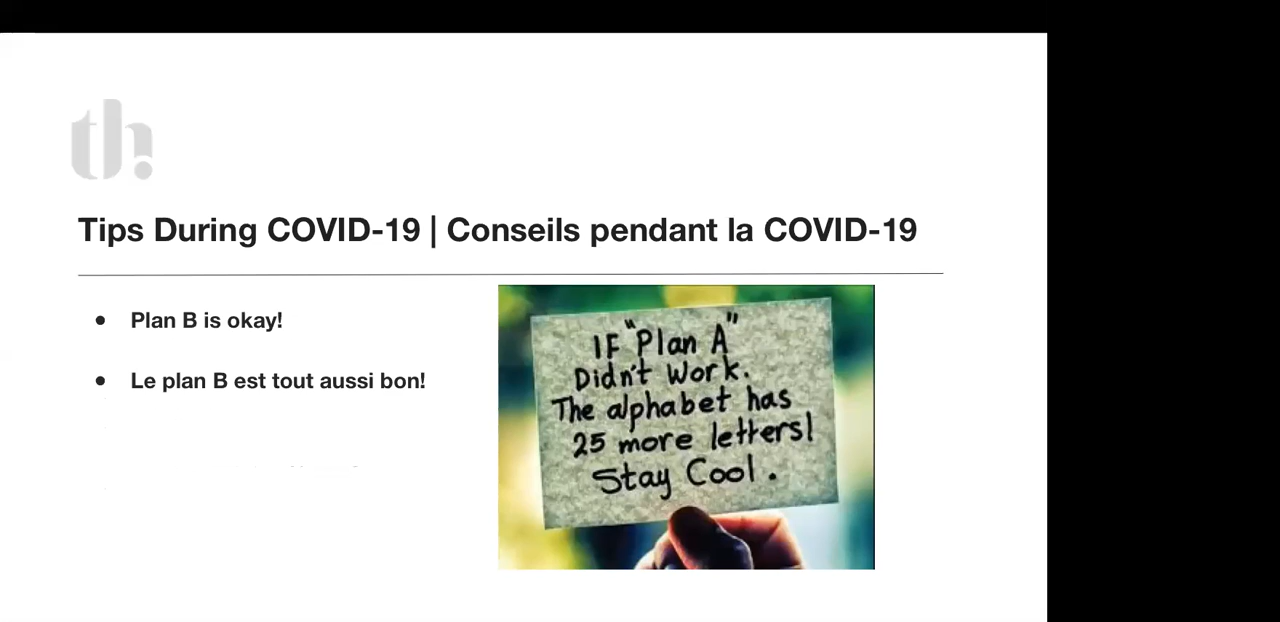 th.
Tips During COVID-19 | Conseils pendant la COVID-19
Plan B is okay!
Le plan B est tout aussi bon!
IF "Plan A"
Didn't Work.
The alphabet has
25 more letters!
Stay Cool.